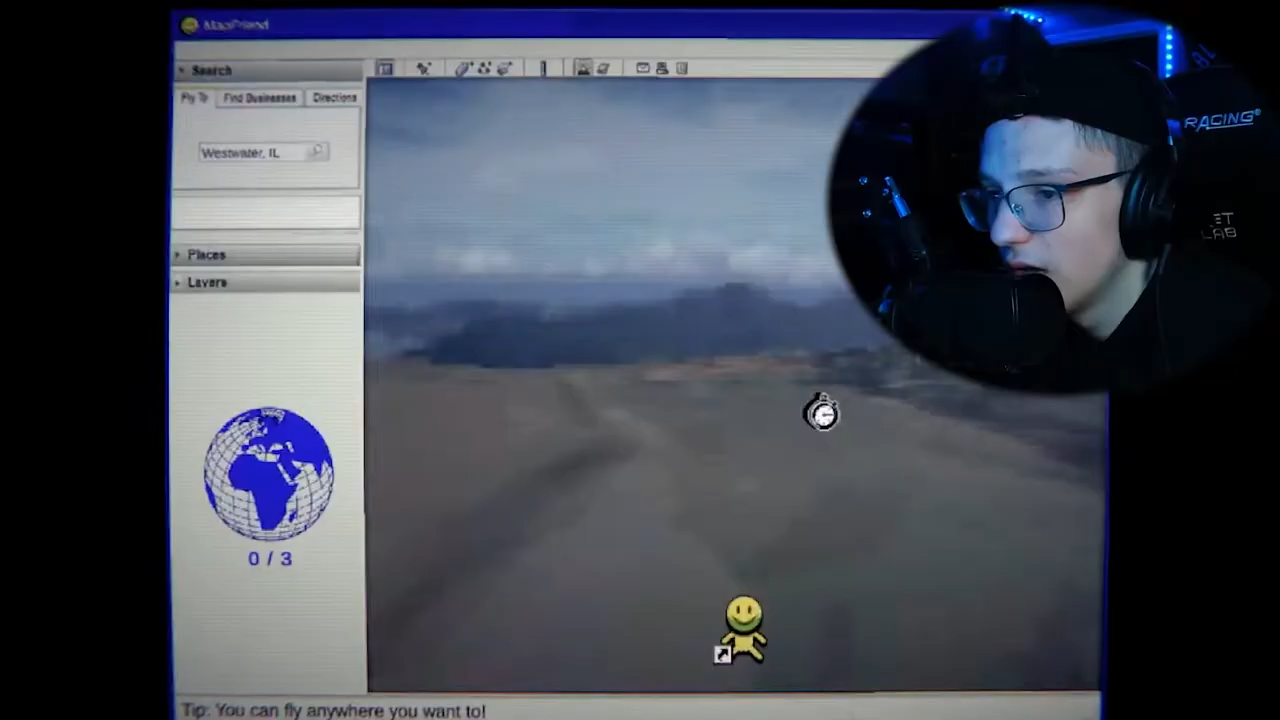 MapFriend
Search
Fly To
Find Businesses
Directions
Westwater, IL
Places
Layers
0 / 3
Tip: You can fly anywhere you want to!
RACING
LAB